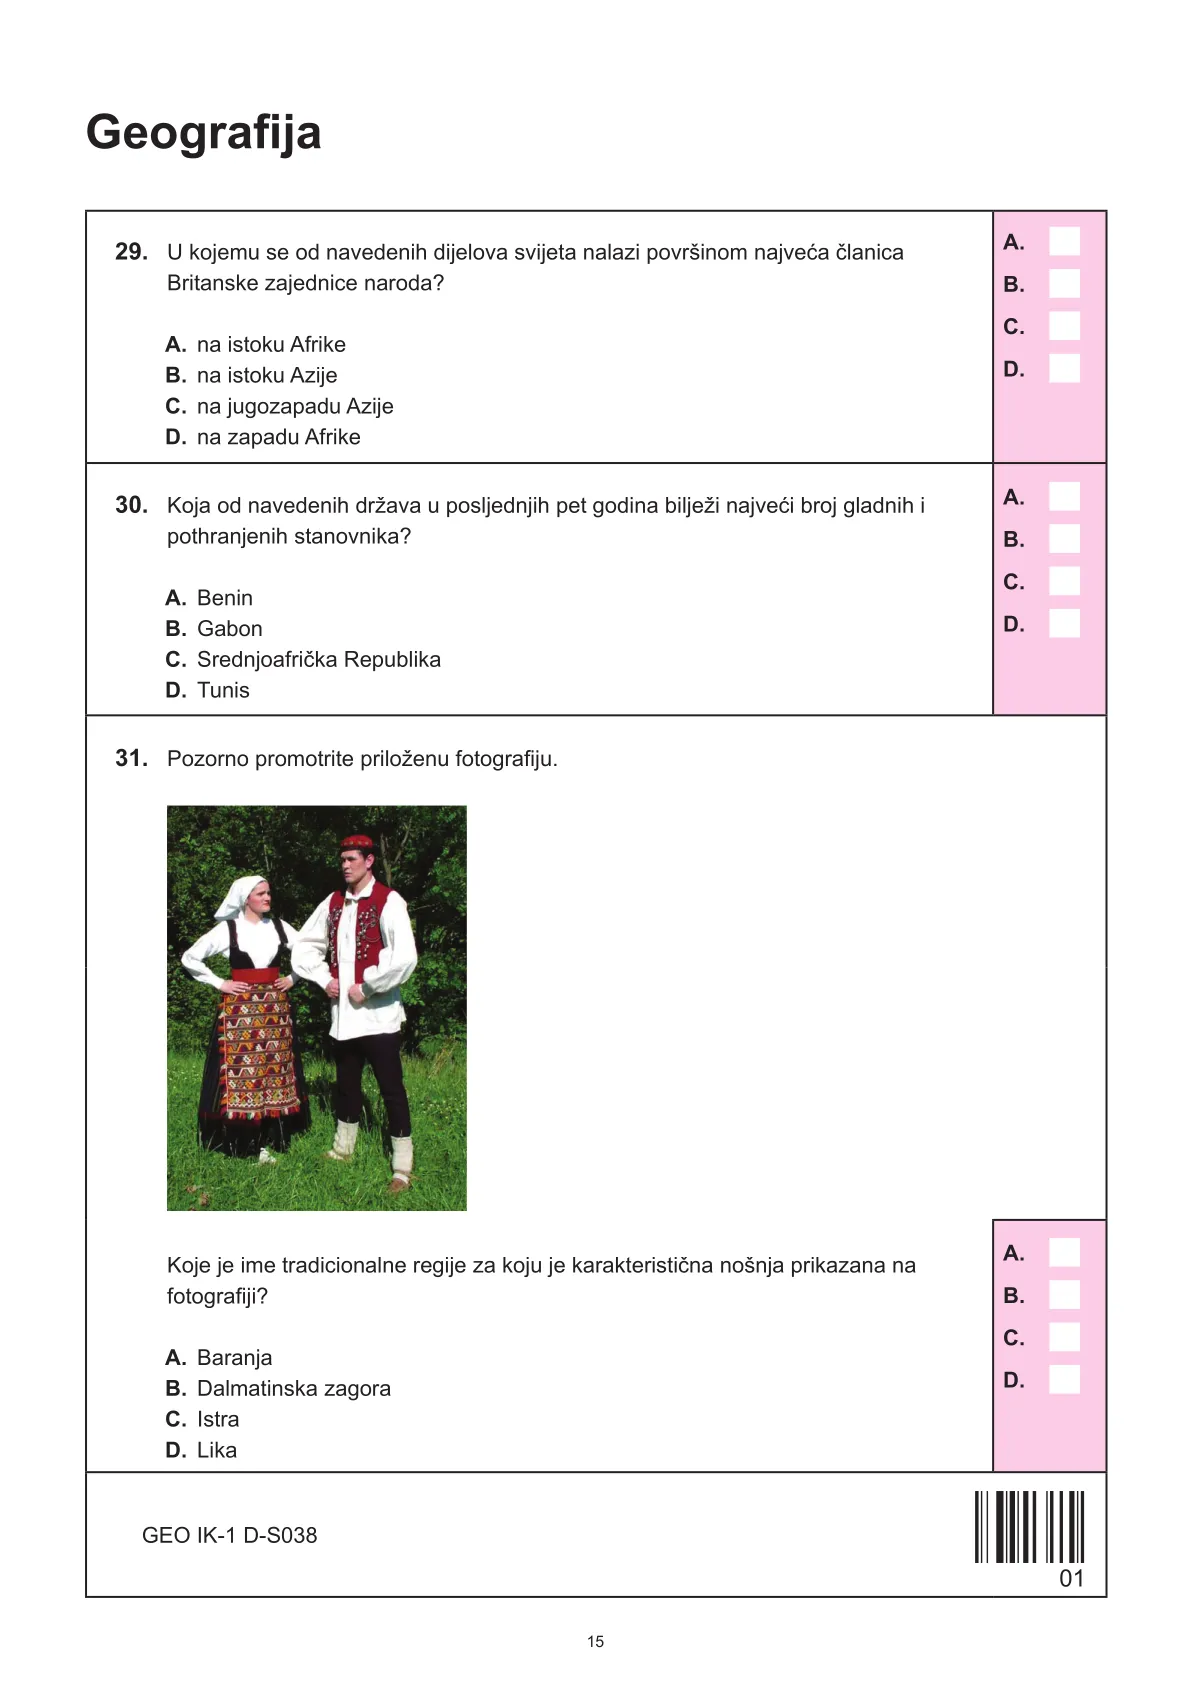 Geografija
29. U kojemu se od navedenih dijelova svijeta nalazi površinom najveća članica
Britanske zajednice naroda?
A. na istoku Afrike
B. na istoku Azije
C. na jugozapadu Azije
D. na zapadu Afrike
A.
B.
C.
D.
30. Koja od navedenih država u posljednjih pet godina bilježi najveći broj gladnih i
pothranjenih stanovnika?
A. Benin
B. Gabon
C. Srednjoafrička Republika
D. Tunis
A.
B.
C.
D.
31. Pozorno promotrite priloženu fotografiju.
Koje je ime tradicionalne regije za koju je karakteristična nošnja prikazana na
fotografiji?
A. Baranja
B. Dalmatinska zagora
C. Istra
D. Lika
A.
B.
C.
D.
GEO IK-1 D-S038
01
15